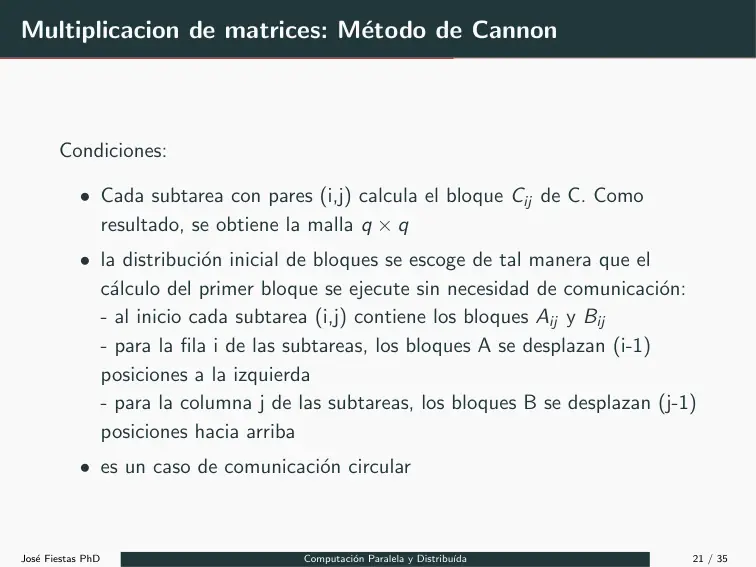 Multiplicacion de matrices: Método de Cannon
Condiciones:
• Cada subtarea con pares (i,j) calcula el bloque Cij de C. Como
resultado, se obtiene la malla q × q
• la distribución inicial de bloques se escoge de tal manera que el
cálculo del primer bloque se ejecute sin necesidad de comunicación:
- al inicio cada subtarea (i,j) contiene los bloques Aij y Bij
- para la fila i de las subtareas, los bloques A se desplazan (i-1)
posiciones a la izquierda
- para la columna j de las subtareas, los bloques B se desplazan (j-1)
posiciones hacia arriba
• es un caso de comunicación circular
José Fiestas PhD
Computación Paralela y Distribuída
21 / 35